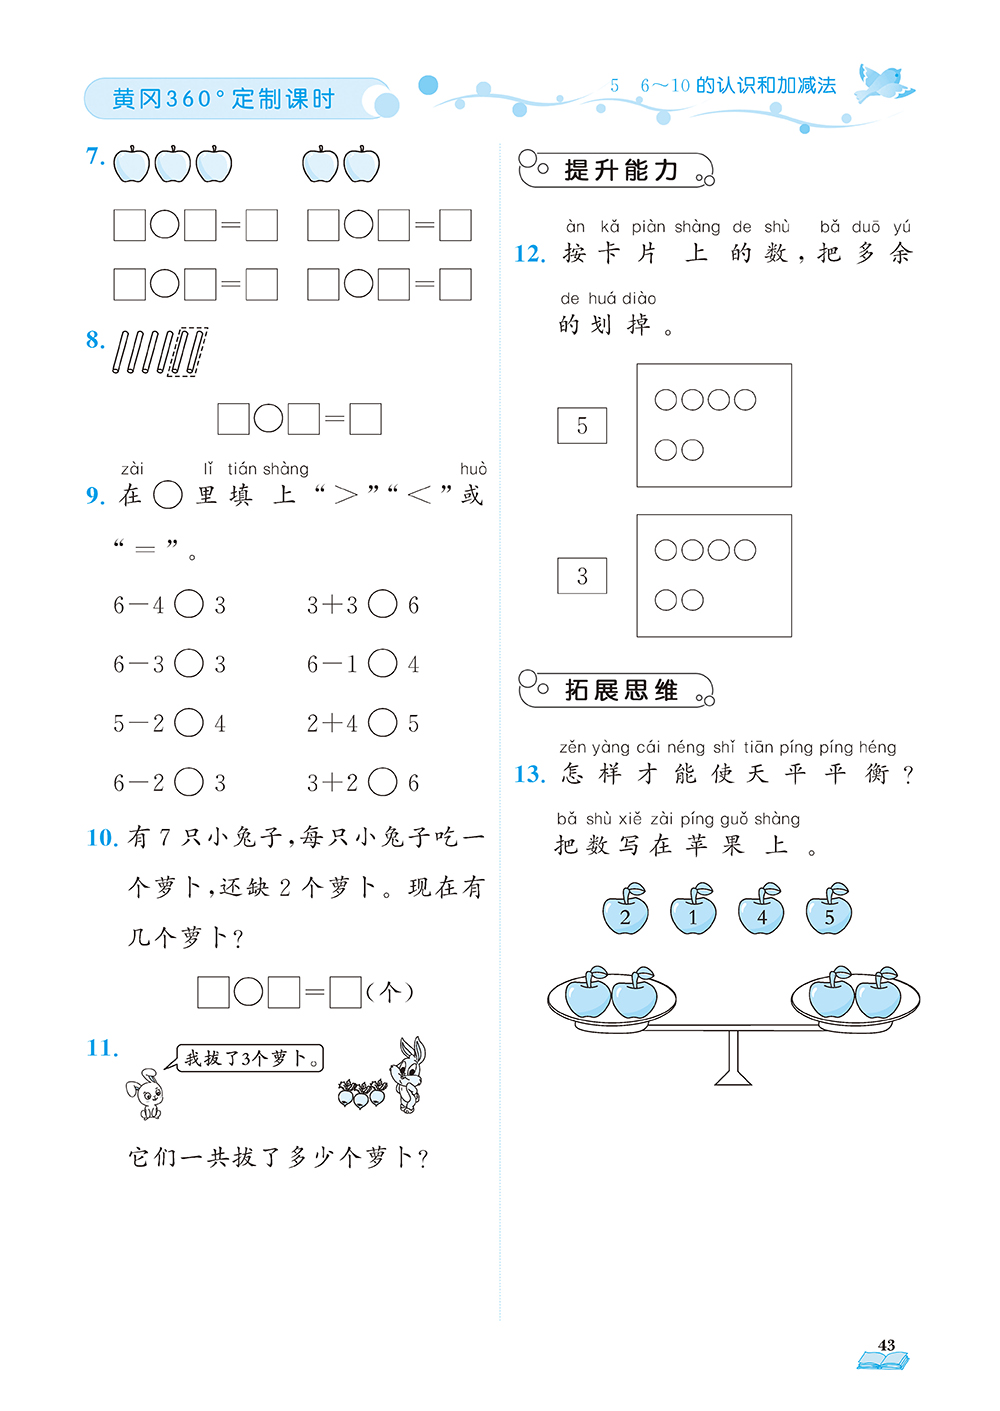 黄冈360°定制课时
5 6～10的认识和加减法
7.
□○□=□ □○□=□
□○□=□ □○□=□
8.
□○□=□
zài lǐ tián shàng huò
9. 在○里填上“＞”“＜”或
“＝”。
6－4○3 3＋3○6
6－3○3 6－1○4
5－2○4 2＋4○5
6－2○3 3＋2○6
10. 有7只小兔子,每只小兔子吃一
个萝卜,还缺2个萝卜。现在有
几个萝卜?
□○□=□(个)
11.
我拔了3个萝卜。
它们一共拔了多少个萝卜?
提升能力
àn kǎ piàn shàng de shù bǎ duō yú
12. 按卡片上的数,把多余
de huá diào
的划掉。
5
3
拓展思维
zěn yàng cái néng shǐ tiān píng píng héng
13. 怎样才能使天平平衡?
bǎ shù xiě zài píng guǒ shàng
把数写在苹果上。
2 1 4 5
43